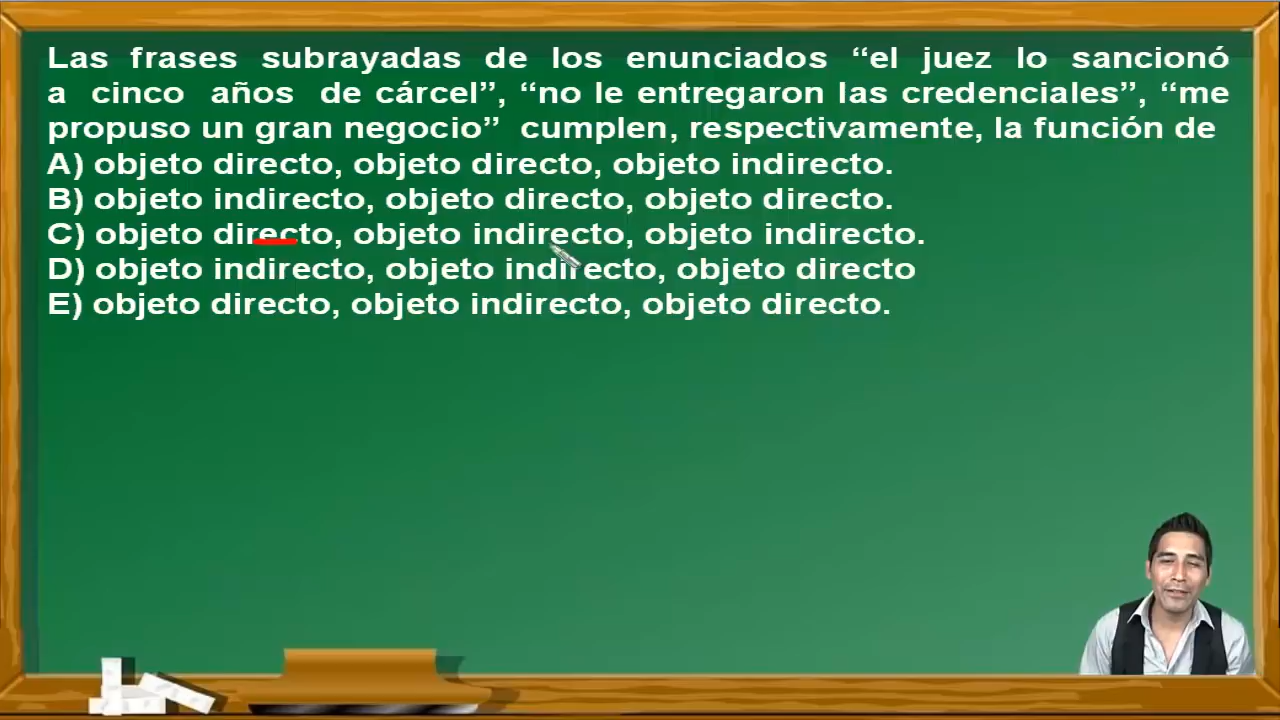 Las frases subrayadas de los enunciados “el juez lo sancionó
a cinco años de cárcel”, “no le entregaron las credenciales”, “me
propuso un gran negocio” cumplen, respectivamente, la función de
A) objeto directo, objeto directo, objeto indirecto.
B) objeto indirecto, objeto directo, objeto directo.
C) objeto directo, objeto indirecto, objeto indirecto.
D) objeto indirecto, objeto indirecto, objeto directo
E) objeto directo, objeto indirecto, objeto directo.